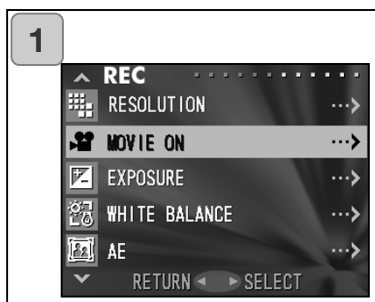 1
REC
RESOLUTION
MOVIE ON
EXPOSURE
WHITE BALANCE
AE
RETURN SELECT